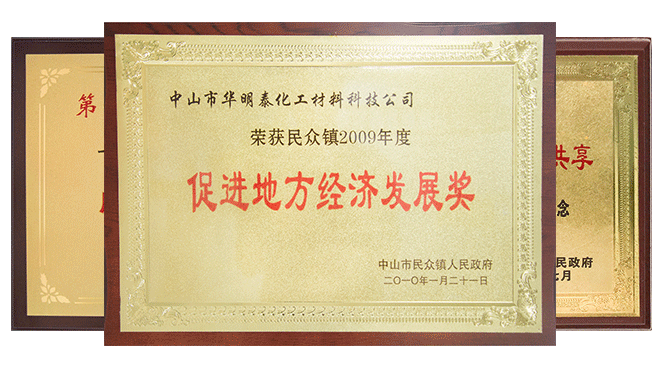 中山市华明泰化工材料科技公司
荣获民众镇2009年度
促进地方经济发展奖
中山市民众镇人民政府
二〇一〇年一月二十一日
第
共享
念
民政府
七月